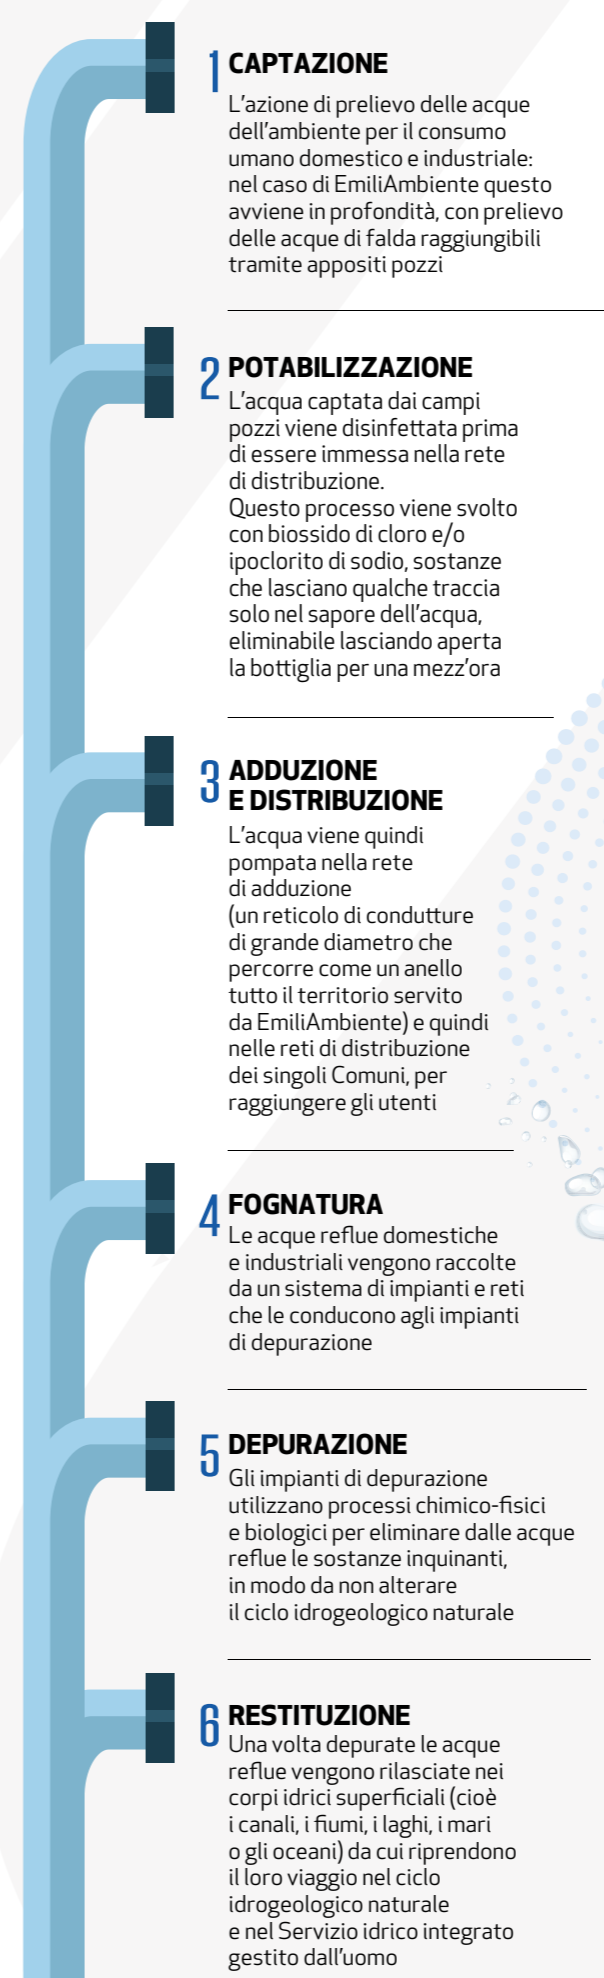 1 CAPTAZIONE
L'azione di prelievo delle acque
dell'ambiente per il consumo
umano domestico e industriale:
nel caso di EmiliAmbiente questo
avviene in profondità, con prelievo
delle acque di falda raggiungibili
tramite appositi pozzi
2 POTABILIZZAZIONE
L'acqua captata dai campi
pozzi viene disinfettata prima
di essere immessa nella rete
di distribuzione.
Questo processo viene svolto
con biossido di cloro e/o
ipoclorito di sodio, sostanze
che lasciano qualche traccia
solo nel sapore dell'acqua,
eliminabile lasciando aperta
la bottiglia per una mezz'ora
3 ADDUZIONE
E DISTRIBUZIONE
L'acqua viene quindi
pompata nella rete
di adduzione
(un reticolo di condutture
di grande diametro che
percorre come un anello
tutto il territorio servito
da EmiliAmbiente) e quindi
nelle reti di distribuzione
dei singoli Comuni, per
raggiungere gli utenti
4 FOGNATURA
Le acque reflue domestiche
e industriali vengono raccolte
da un sistema di impianti e reti
che le conducono agli impianti
di depurazione
5 DEPURAZIONE
Gli impianti di depurazione
utilizzano processi chimico-fisici
e biologici per eliminare dalle acque
reflue le sostanze inquinanti,
in modo da non alterare
il ciclo idrogeologico naturale
6 RESTITUZIONE
Una volta depurate le acque
reflue vengono rilasciate nei
corpi idrici superficiali (cioè
i canali, i fiumi, i laghi, i mari
o gli oceani) da cui riprendono
il loro viaggio nel ciclo
idrogeologico naturale
e nel Servizio idrico integrato
gestito dall'uomo